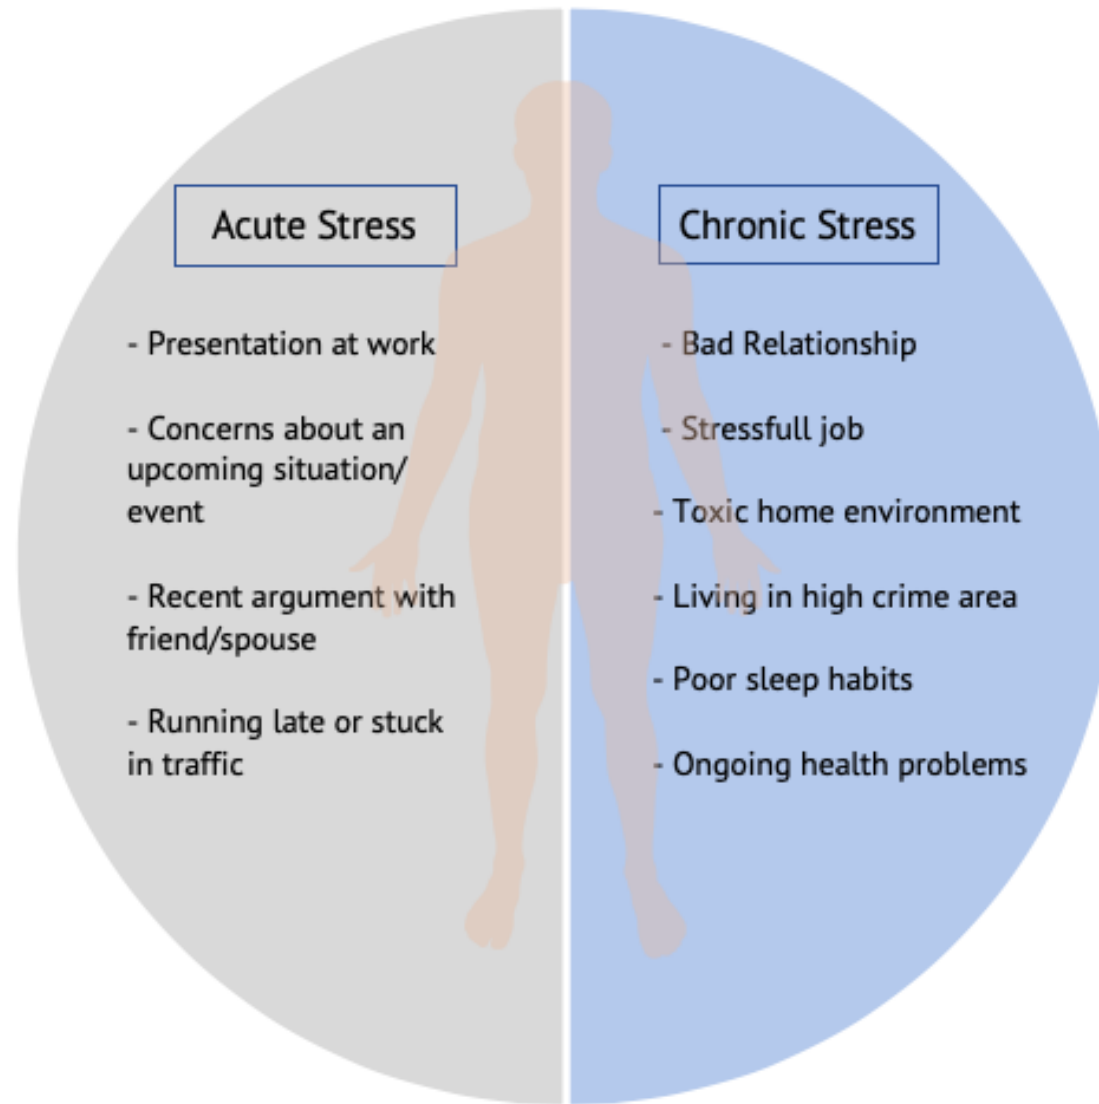 Acute Stress
- Presentation at work
- Concerns about an
upcoming situation/
event
- Recent argument with
friend/spouse
- Running late or stuck
in traffic
Chronic Stress
- Bad Relationship
- Stressfull job
- Toxic home environment
- Living in high crime area
- Poor sleep habits
- Ongoing health problems